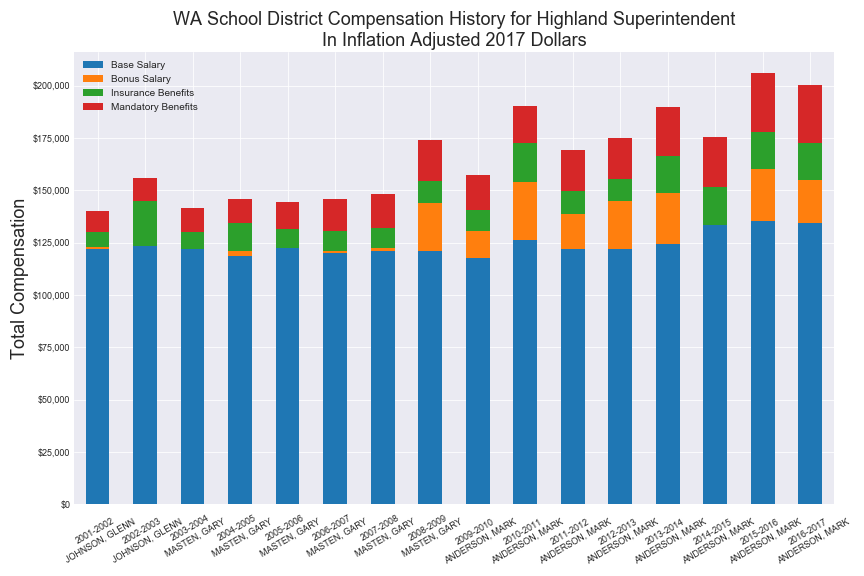 WA School District Compensation History for Highland Superintendent
In Inflation Adjusted 2017 Dollars
Base Salary
Bonus Salary
Insurance Benefits
Mandatory Benefits
Total Compensation
$200,000
$175,000
$150,000
$125,000
$100,000
$75,000
$50,000
$25,000
$0
2001-2002
JOHNSON, GLENN
2002-2003
JOHNSON, GLENN
2003-2004
MASTEN, GARY
2004-2005
MASTEN, GARY
2005-2006
MASTEN, GARY
2006-2007
MASTEN, GARY
2007-2008
MASTEN, GARY
2008-2009
MASTEN, GARY
2009-2010
ANDERSON, MARK
2010-2011
ANDERSON, MARK
2011-2012
ANDERSON, MARK
2012-2013
ANDERSON, MARK
2013-2014
ANDERSON, MARK
2014-2015
ANDERSON, MARK
2015-2016
ANDERSON, MARK
2016-2017
ANDERSON, MARK